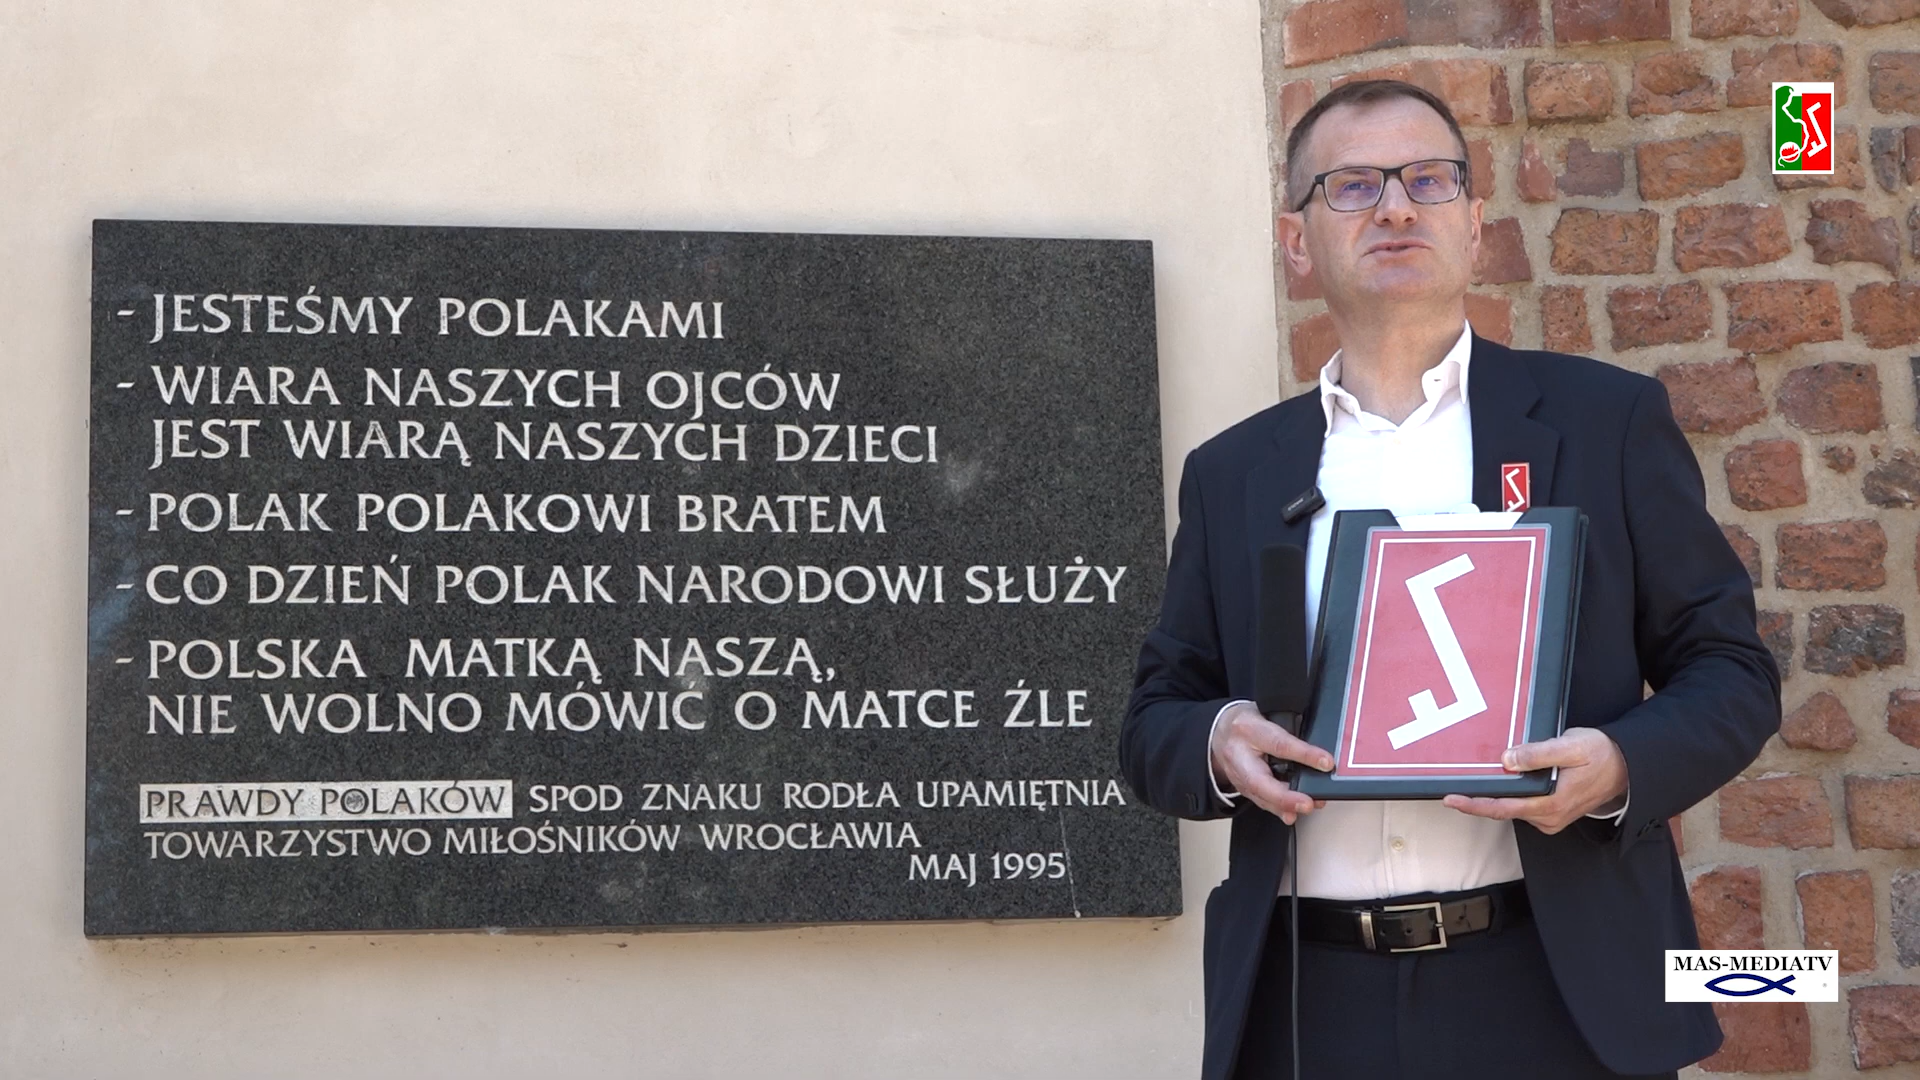 - JESTEŚMY POLAKAMI
- WIARA NASZYCH OJCÓW
JEST WIARĄ NASZYCH DZIECI
- POLAK POLAKOWI BRATEM
- CO DZIEŃ POLAK NARODOWI SŁUŻY
- POLSKA MATKĄ NASZĄ,
NIE WOLNO MÓWIĆ O MATCE ŹLE
PRAWDY POLAKÓW SPOD ZNAKU RODŁA UPAMIĘTNIA
TOWARZYSTWO MIŁOŚNIKÓW WROCŁAWIA
MAJ 1995
MAS-MEDIATV